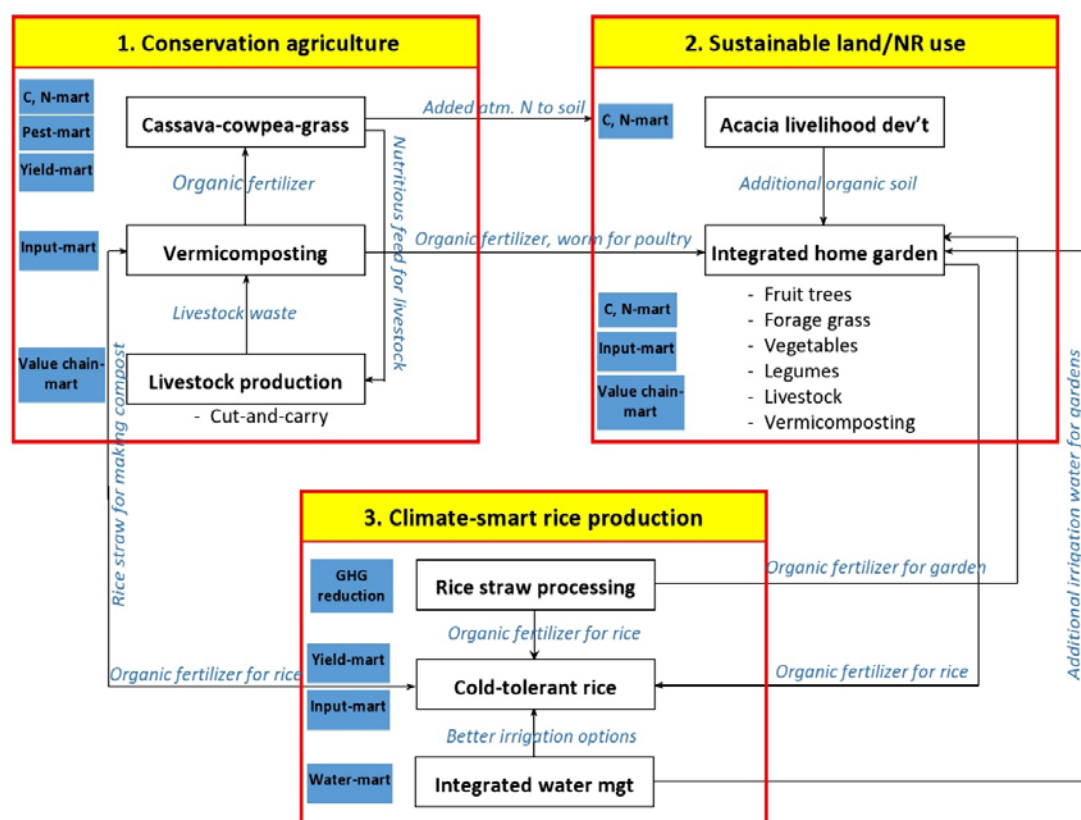 1. Conservation agriculture
C, N-mart
Pest-mart
Yield-mart
Cassava-cowpea-grass
Organic fertilizer
Nutritious feed for livestock
Input-mart
Vermicomposting
Livestock waste
Value chain-
mart
Livestock production
- Cut-and-carry
Added atm. N to soil
Organic fertilizer, worm for poultry
2. Sustainable land/NR use
C, N-mart
Acacia livelihood dev't
Additional organic soil
Integrated home garden
C, N-mart
Input-mart
Value chain-
mart
- Fruit trees
- Forage grass
- Vegetables
- Legumes
- Livestock
- Vermicomposting
Rice straw for making compost
Additional irrigation water for gardens
3. Climate-smart rice production
GHG
reduction
Rice straw processing
Organic fertilizer for garden
Organic fertilizer for rice
Yield-mart
Organic fertilizer for rice
Cold-tolerant rice
Organic fertilizer for rice
Input-mart
Better irrigation options
Water-mart
Integrated water mgt